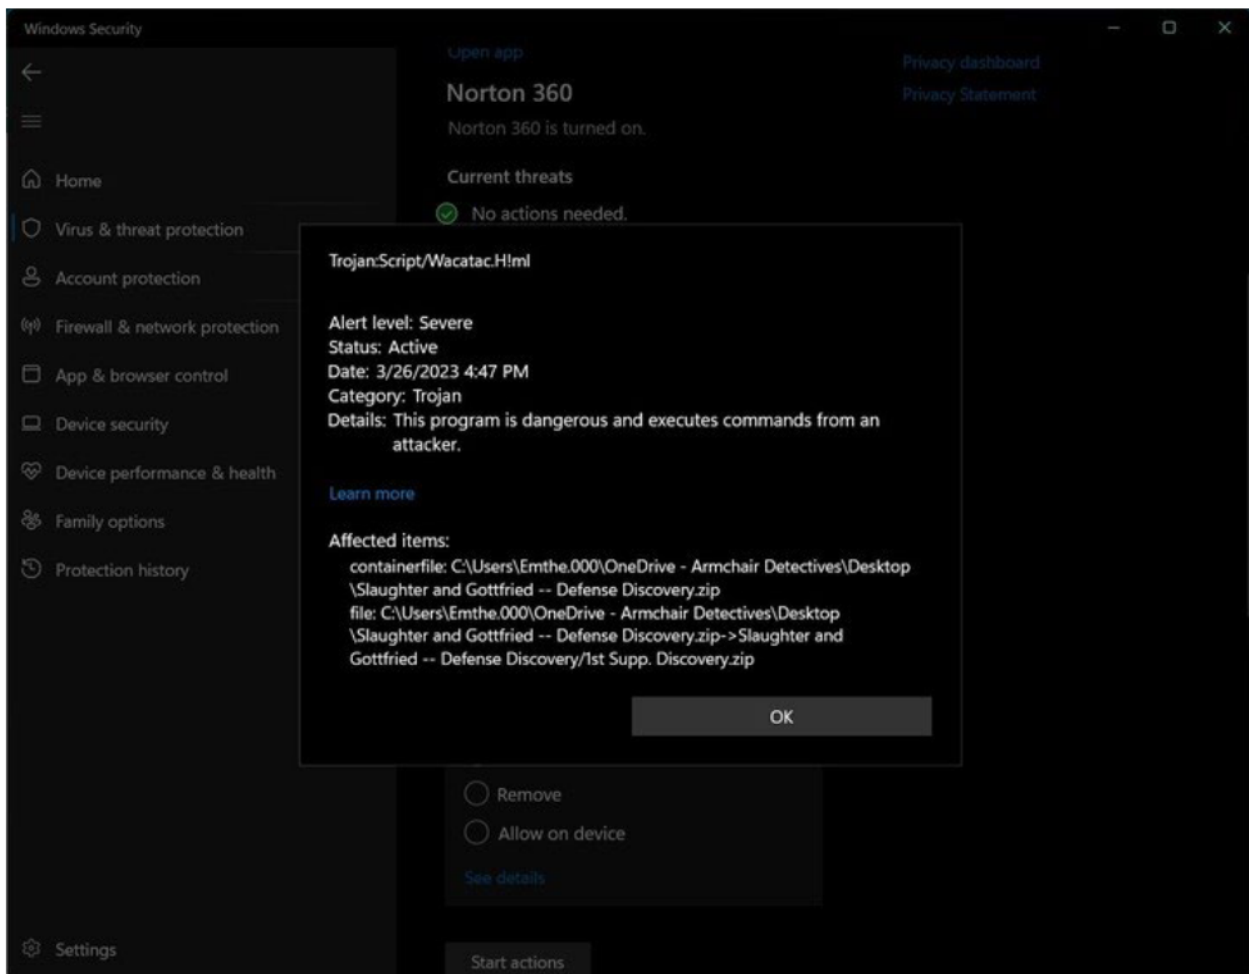 Windows Security
Open app
Norton 360
Norton 360 is turned on.
Current threats
No actions needed.
Privacy dashboard
Privacy Statement
Home
Virus & threat protection
Account protection
Firewall & network protection
App & browser control
Device security
Device performance & health
Family options
Protection history
Settings
Trojan:Script/Wacatac.H!ml
Alert level: Severe
Status: Active
Date: 3/26/2023 4:47 PM
Category: Trojan
Details: This program is dangerous and executes commands from an
attacker.
Learn more
Affected items:
containerfile: C:\Users\Emthe.000\OneDrive - Armchair Detectives\Desktop
\Slaughter and Gottfried -- Defense Discovery.zip
file: C:\Users\Emthe.000\OneDrive - Armchair Detectives\Desktop
\Slaughter and Gottfried -- Defense Discovery.zip->Slaughter and
Gottfried -- Defense Discovery/1st Supp. Discovery.zip
OK
Remove
Allow on device
See details
Start actions